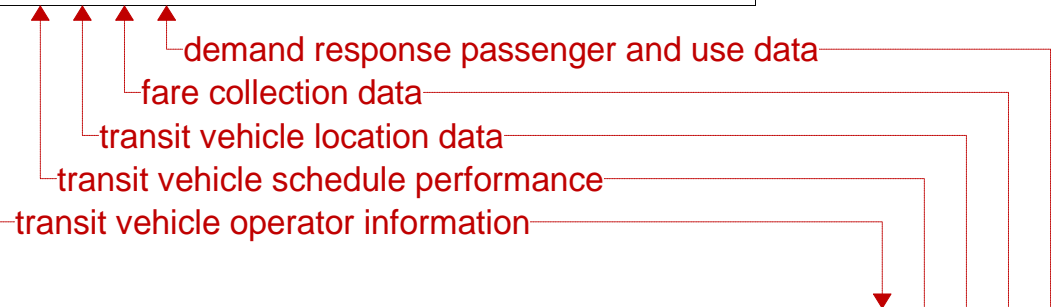 demand response passenger and use data
fare collection data
transit vehicle location data
transit vehicle schedule performance
transit vehicle operator information